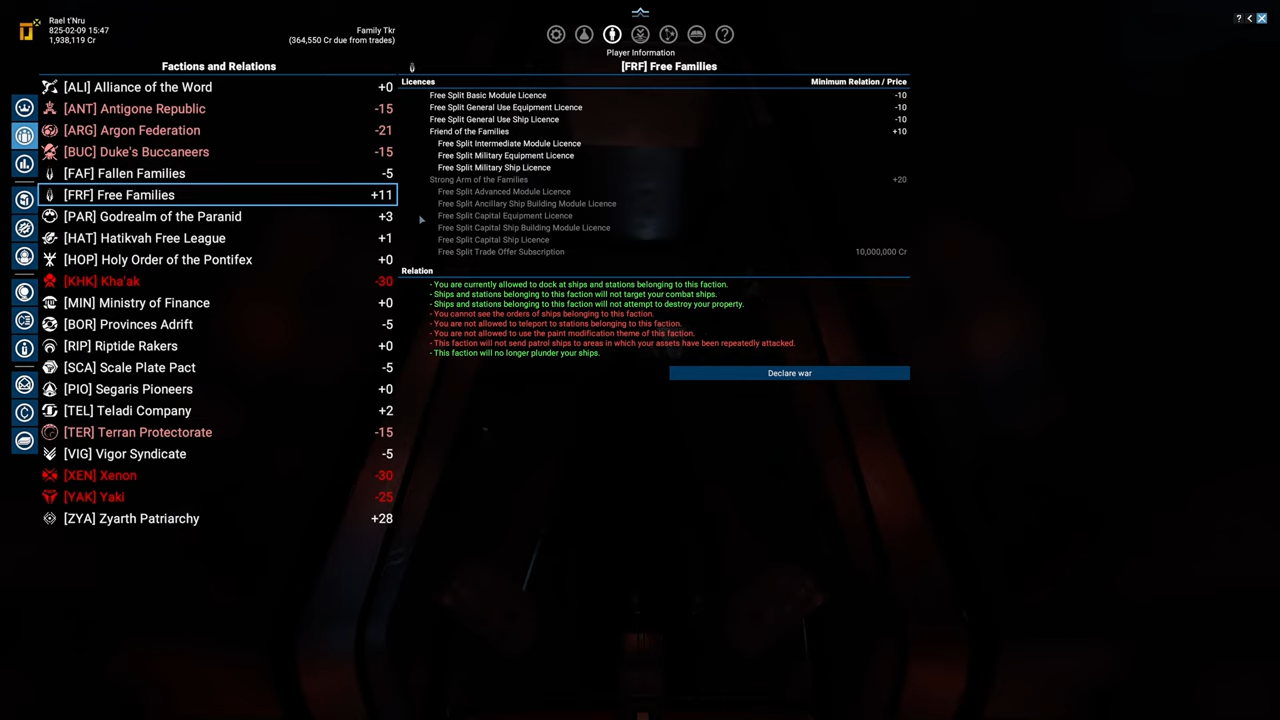 Rael t'Nru
825-02-09 15:47
1,938,119 Cr
Family Tkr
(364,550 Cr due from trades)
?
Player Information
Factions and Relations
[ALI] Alliance of the Word +0
[ANT] Antigone Republic -15
[ARG] Argon Federation -21
[BUC] Duke's Buccaneers -15
[FAF] Fallen Families -5
[FRF] Free Families +11
[PAR] Godrealm of the Paranid +3
[HAT] Hatikvah Free League +1
[HOP] Holy Order of the Pontifex +0
[KHK] Kha'ak -30
[MIN] Ministry of Finance +0
[BOR] Provinces Adrift -5
[RIP] Riptide Rakers +0
[SCA] Scale Plate Pact -5
[PIO] Segaris Pioneers +0
[TEL] Teladi Company +2
[TER] Terran Protectorate -15
[VIG] Vigor Syndicate -5
[XEN] Xenon -30
[YAK] Yaki -25
[ZYA] Zyarth Patriarchy +28
[FRF] Free Families
Licences Minimum Relation / Price
Free Split Basic Module Licence -10
Free Split General Use Equipment Licence -10
Free Split General Use Ship Licence -10
Friend of the Families +10
Free Split Intermediate Module Licence
Free Split Military Equipment Licence
Free Split Military Ship Licence
Strong Arm of the Families +20
Free Split Advanced Module Licence
Free Split Ancillary Ship Building Module Licence
Free Split Capital Equipment Licence
Free Split Capital Ship Building Module Licence
Free Split Capital Ship Licence
Free Split Trade Offer Subscription 10,000,000 Cr
Relation
- You are currently allowed to dock at ships and stations belonging to this faction.
- Ships and stations belonging to this faction will not target your combat ships.
- Ships and stations belonging to this faction will not attempt to destroy your property.
- You cannot see the orders of ships belonging to this faction.
- You are not allowed to teleport to stations belonging to this faction.
- You are not allowed to use the paint modification theme of this faction.
- This faction will not send patrol ships to areas in which your assets have been repeatedly attacked.
- This faction will no longer plunder your ships.
Declare war